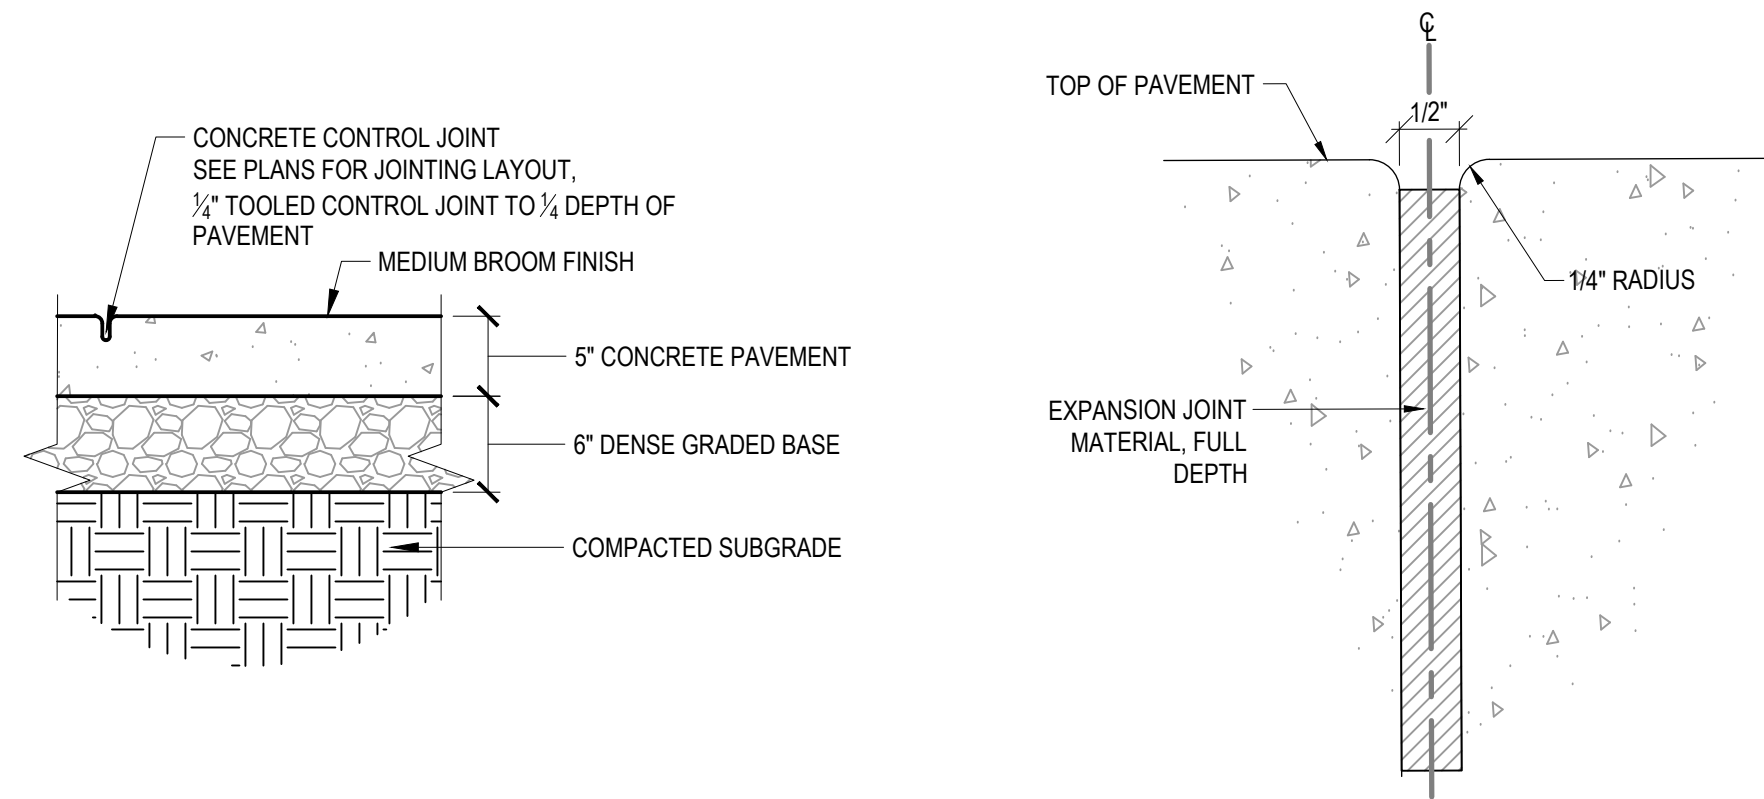 CONCRETE CONTROL JOINT
SEE PLANS FOR JOINTING LAYOUT,
¼" TOOLED CONTROL JOINT TO ¼ DEPTH OF
PAVEMENT
MEDIUM BROOM FINISH
5" CONCRETE PAVEMENT
6" DENSE GRADED BASE
COMPACTED SUBGRADE
℄
TOP OF PAVEMENT
1/2"
1/4" RADIUS
EXPANSION JOINT
MATERIAL, FULL
DEPTH